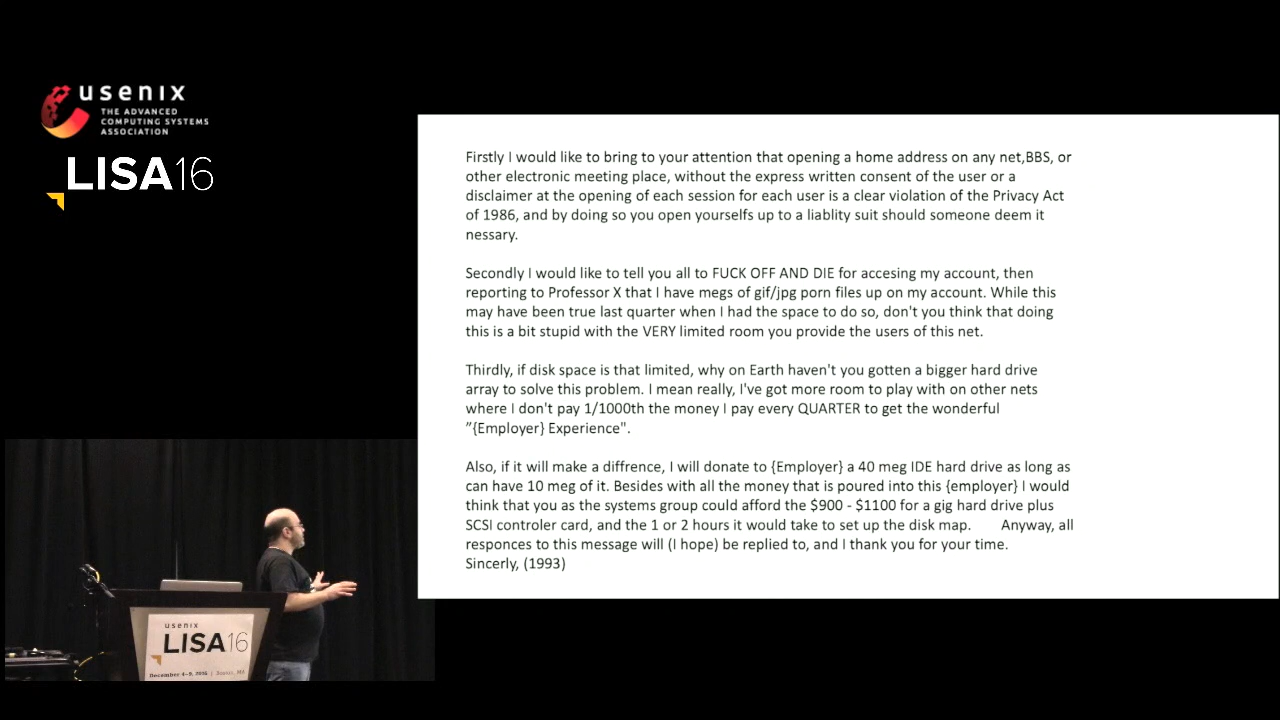 usenix
THE ADVANCED
COMPUTING SYSTEMS
ASSOCIATION
LISA16
Firstly I would like to bring to your attention that opening a home address on any net,BBS, or
other electronic meeting place, without the express written consent of the user or a
disclaimer at the opening of each session for each user is a clear violation of the Privacy Act
of 1986, and by doing so you open yourselfs up to a liablity suit should someone deem it
nessary.
Secondly I would like to tell you all to FUCK OFF AND DIE for accesing my account, then
reporting to Professor X that I have megs of gif/jpg porn files up on my account. While this
may have been true last quarter when I had the space to do so, don't you think that doing
this is a bit stupid with the VERY limited room you provide the users of this net.
Thirdly, if disk space is that limited, why on Earth haven't you gotten a bigger hard drive
array to solve this problem. I mean really, I've got more room to play with on other nets
where I don't pay 1/1000th the money I pay every QUARTER to get the wonderful
”{Employer} Experience".
Also, if it will make a diffrence, I will donate to {Employer} a 40 meg IDE hard drive as long as
can have 10 meg of it. Besides with all the money that is poured into this {employer} I would
think that you as the systems group could afford the $900 - $1100 for a gig hard drive plus
SCSI controler card, and the 1 or 2 hours it would take to set up the disk map. Anyway, all
responces to this message will (I hope) be replied to, and I thank you for your time.
Sincerly, (1993)
usenix
LISA16
December 4–9, 2016 | Boston, MA